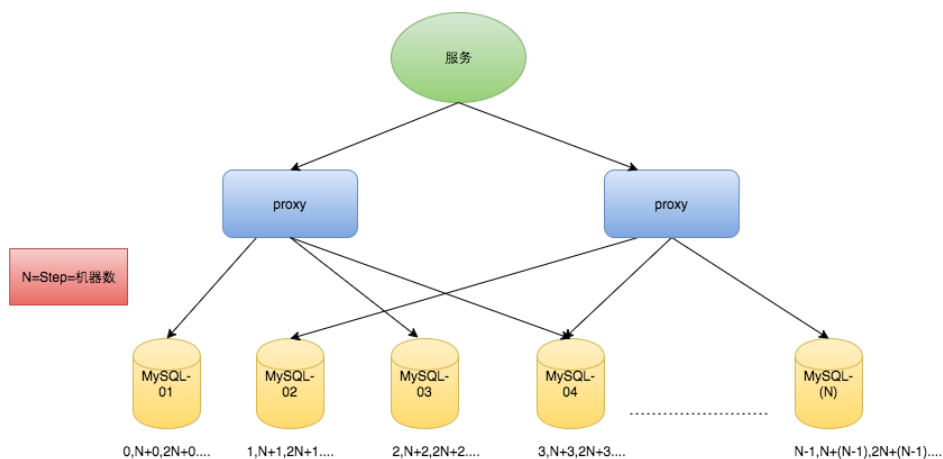 服务
proxy
proxy
N=Step=机器数
MySQL-
01
MySQL-
02
MySQL-
03
MySQL-
04
MySQL-
(N)
0,N+0,2N+0....
1,N+1,2N+1....
2,N+2,2N+2....
3,N+3,2N+3....
N-1,N+(N-1),2N+(N-1)....